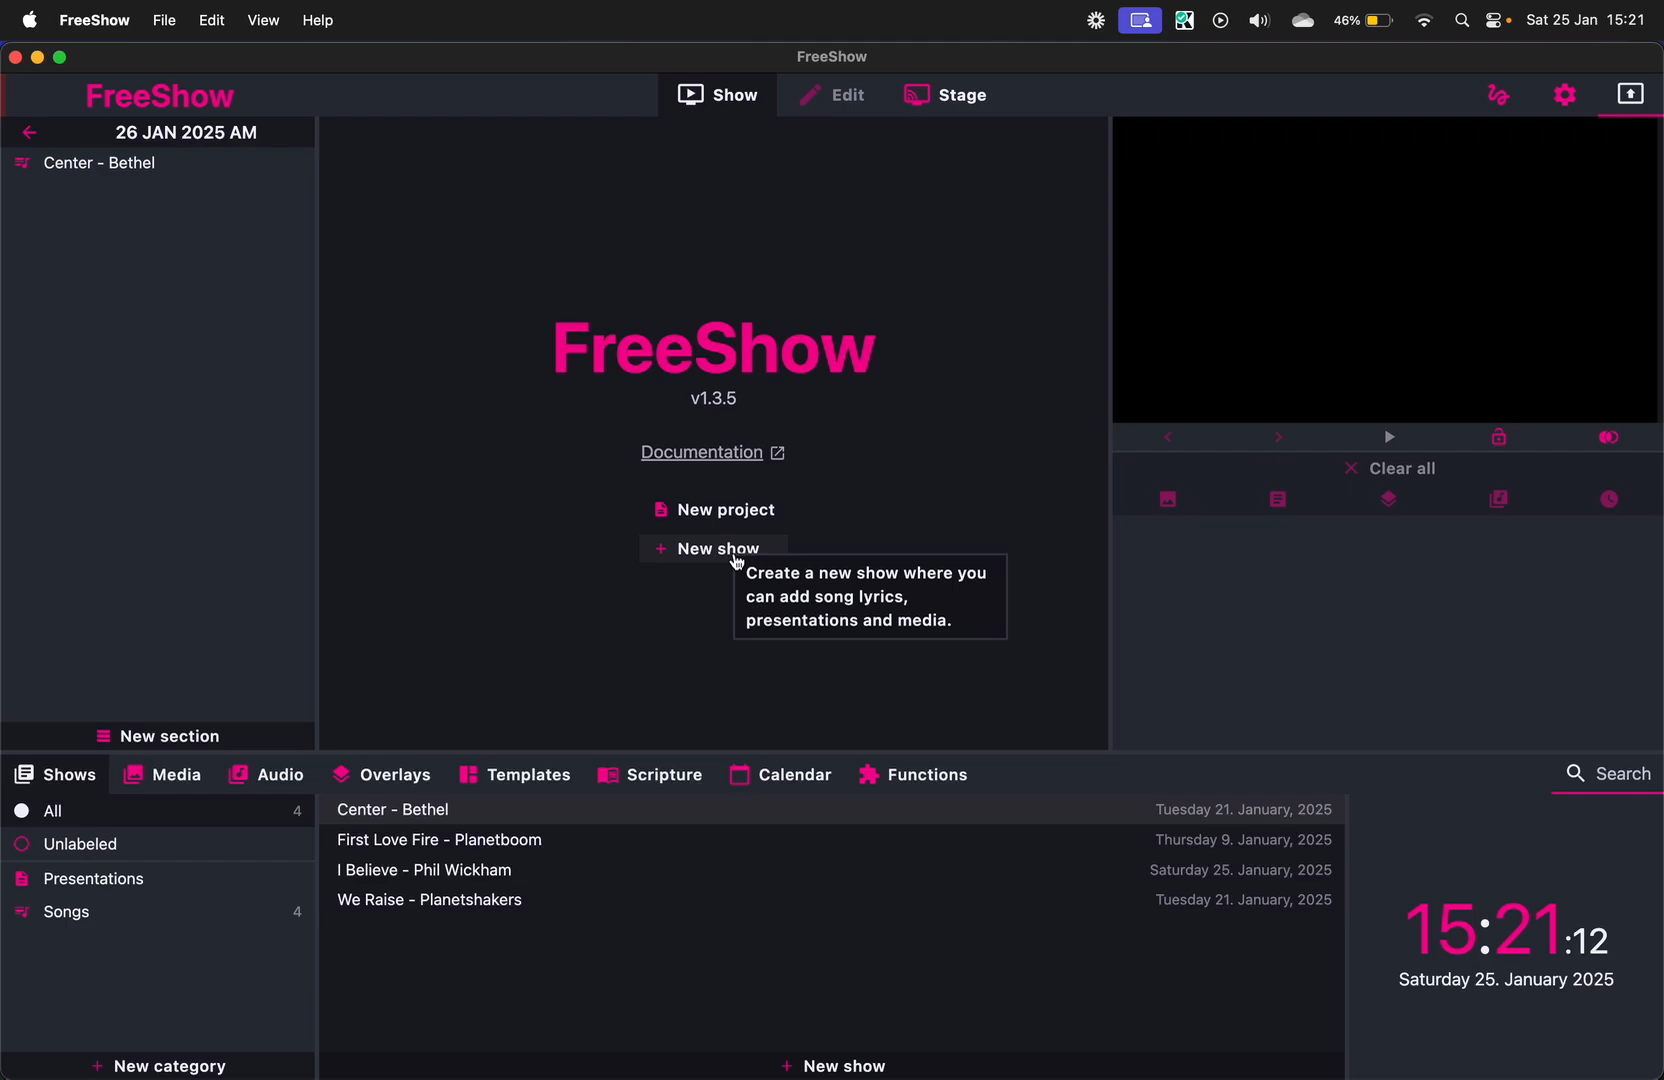 FreeShow File Edit View Help 46% Sat 25 Jan 15:21
FreeShow
FreeShow Show Edit Stage
26 JAN 2025 AM
Center - Bethel
FreeShow
v1.3.5
Documentation
New project
New show
Create a new show where you
can add song lyrics,
presentations and media.
Clear all
New section
Shows Media Audio Overlays Templates Scripture Calendar Functions Search
All 4
Unlabeled
Presentations
Songs 4
New category
Center - Bethel Tuesday 21. January, 2025
First Love Fire - Planetboom Thursday 9. January, 2025
I Believe - Phil Wickham Saturday 25. January, 2025
We Raise - Planetshakers Tuesday 21. January, 2025
New show
15:21:12
Saturday 25. January 2025